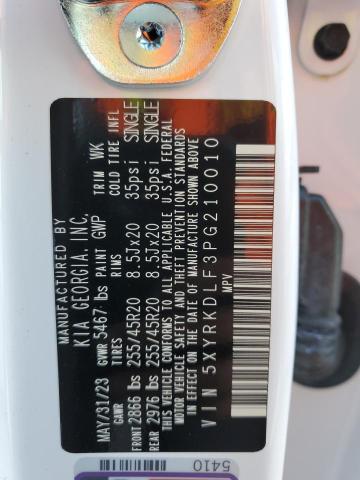 MANUFACTURED BY
KIA GEORGIA, INC.
MAY/31/23 GVWR 5467 lbs PAINT GWP TRIM WK
GAWR TIRES RIMS COLD TIRE INFL
FRONT 2866 lbs 255/45R20 8.5Jx20 35psi SINGLE
REAR 2976 lbs 255/45R20 8.5Jx20 35psi SINGLE
THIS VEHICLE CONFORMS TO ALL APPLICABLE U.S.A. FEDERAL
MOTOR VEHICLE SAFETY AND THEFT PREVENTION STANDARDS
IN EFFECT ON THE DATE OF MANUFACTURE SHOWN ABOVE
VIN 5XYRKDLF3PG210010
MPV
5410